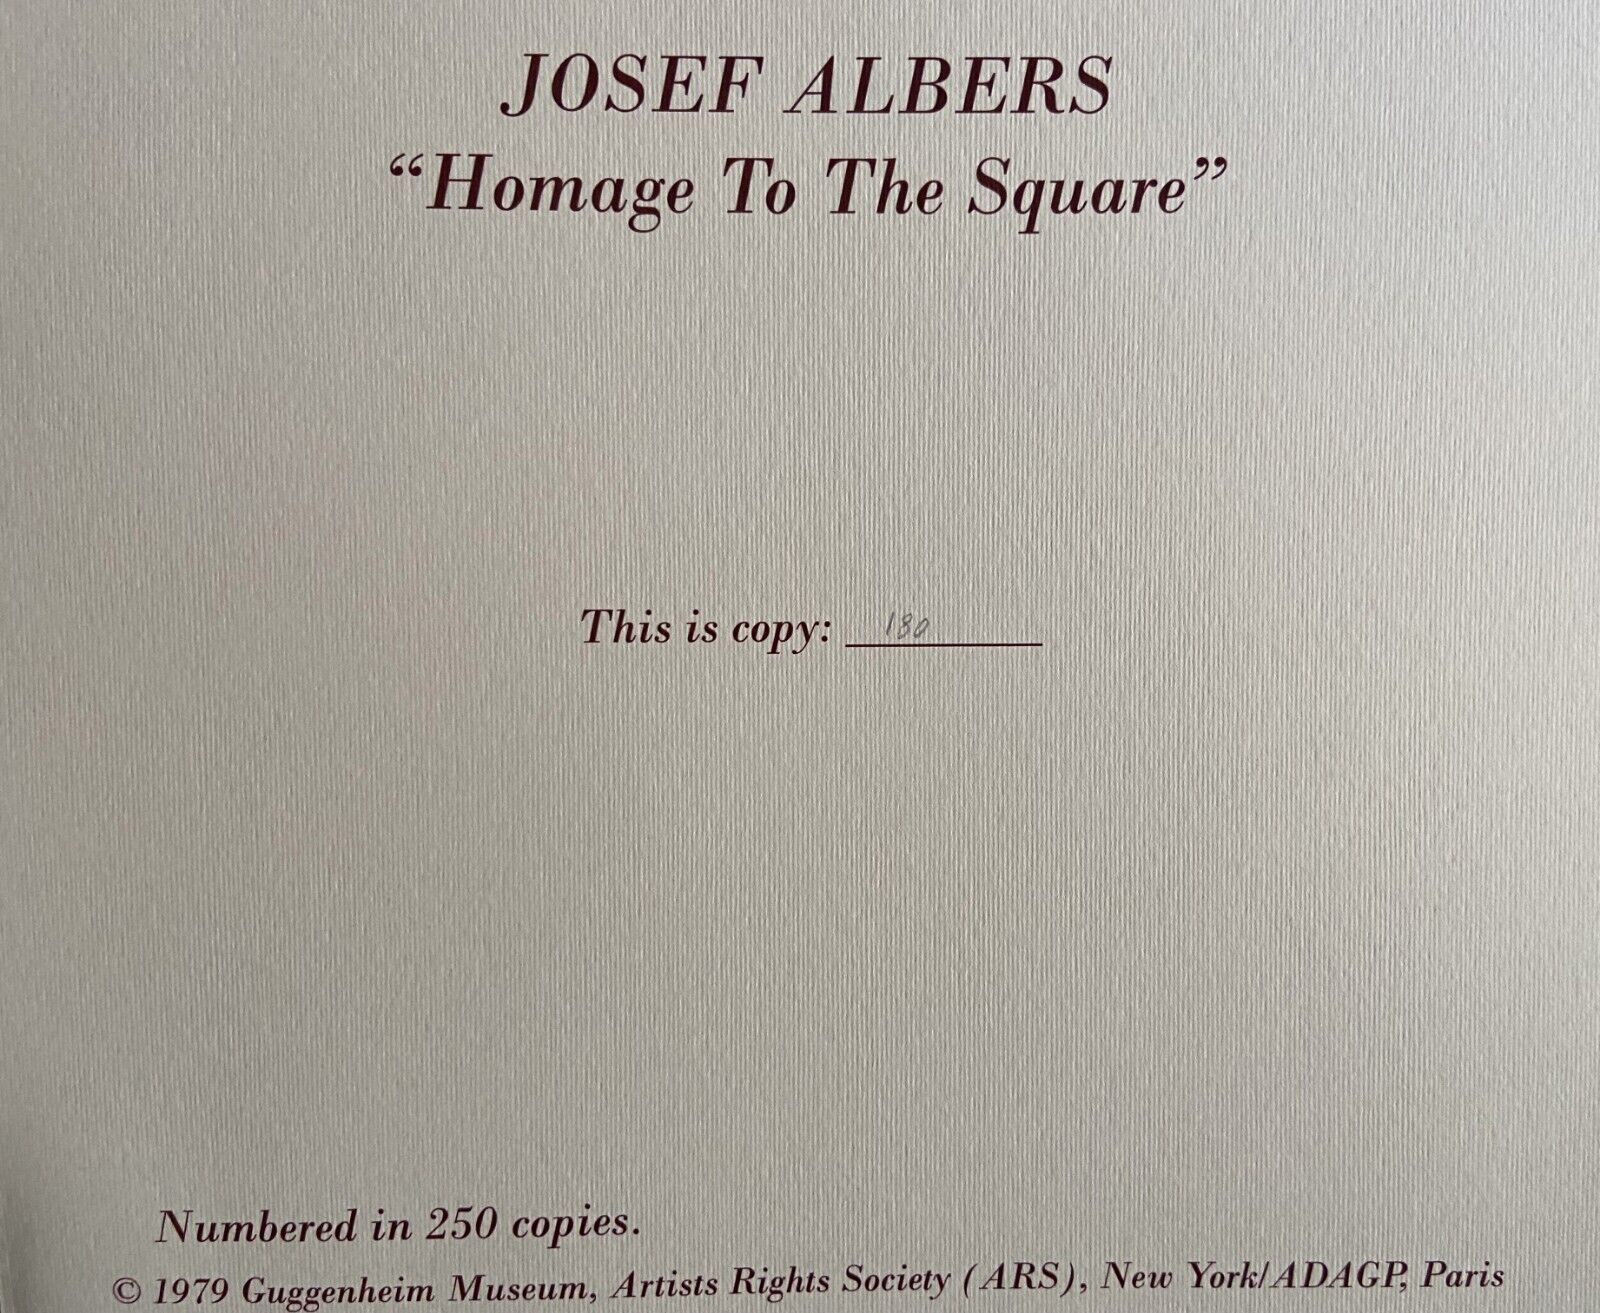 JOSEF ALBERS
“Homage To The Square”
This is copy: 180
Numbered in 250 copies.
© 1979 Guggenheim Museum, Artists Rights Society (ARS), New York/ADAGP, Paris